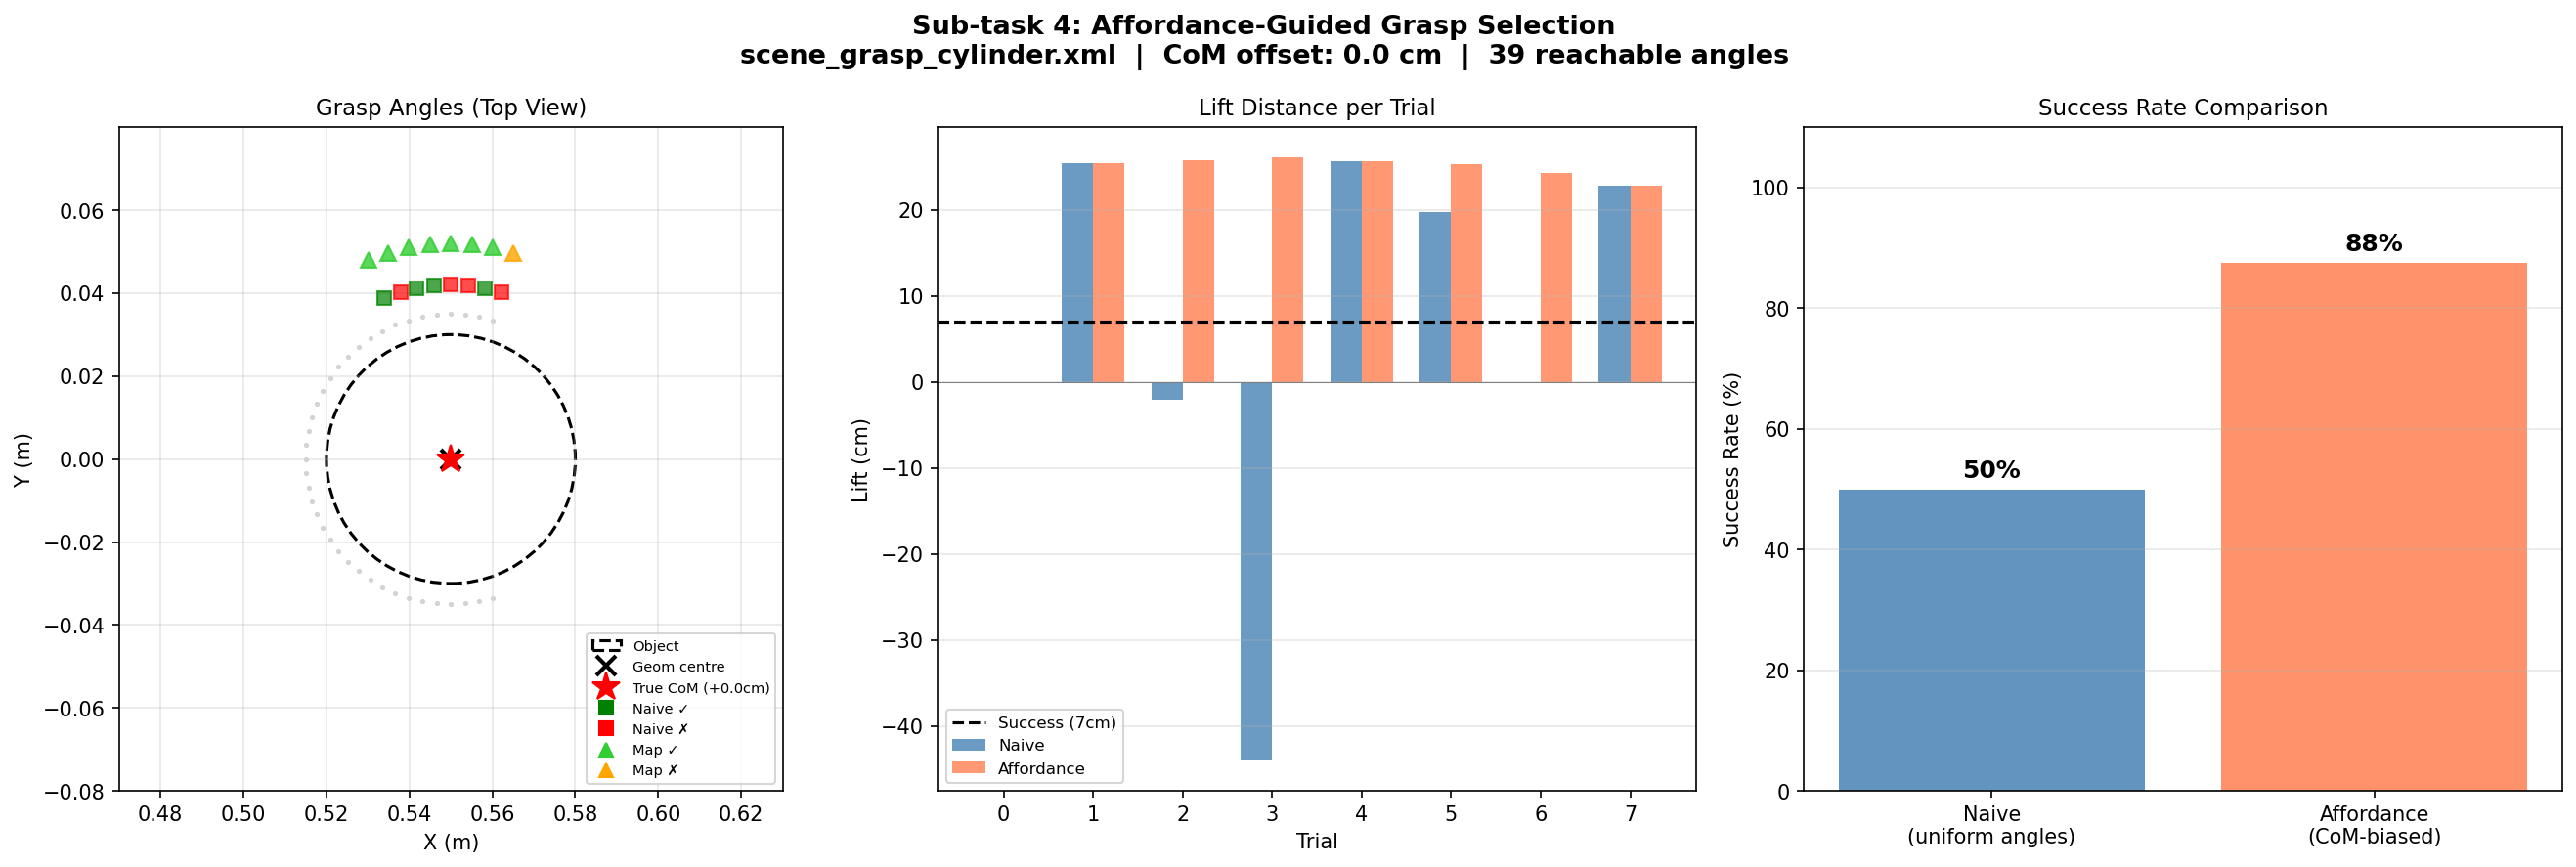 Sub-task 4: Affordance-Guided Grasp Selection
scene_grasp_cylinder.xml | CoM offset: 0.0 cm | 39 reachable angles
Grasp Angles (Top View)
Y (m)
0.06
0.04
0.02
0.00
−0.02
−0.04
−0.06
−0.08
0.48 0.50 0.52 0.54 0.56 0.58 0.60 0.62
X (m)
Object
Geom centre
True CoM (+0.0cm)
Naive ✓
Naive ✗
Map ✓
Map ✗
Lift Distance per Trial
Lift (cm)
20
10
0
−10
−20
−30
−40
0 1 2 3 4 5 6 7
Trial
Success (7cm)
Naive
Affordance
Success Rate Comparison
Success Rate (%)
100
80
60
40
20
0
50%
88%
Naive
(uniform angles)
Affordance
(CoM-biased)